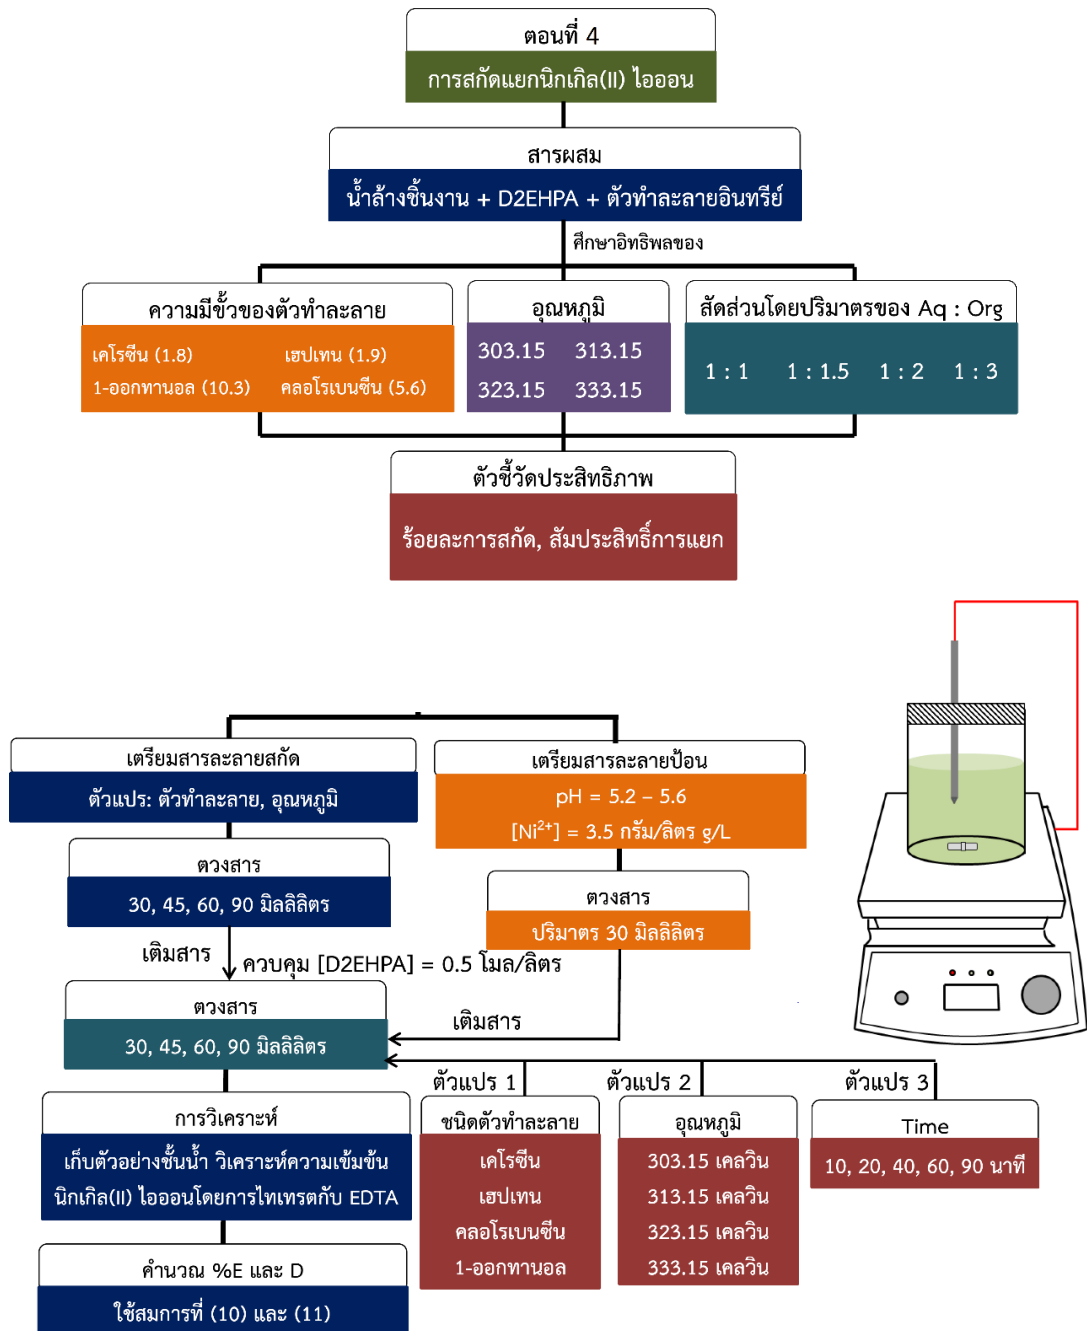 ตอนที่ 4
การสกัดแยกนิกเกิล(II) ไอออน
สารผสม
น้ำล้างชิ้นงาน + D2EHPA + ตัวทำละลายอินทรีย์
ศึกษาอิทธิพลของ
ความมีขั้วของตัวทำละลาย
เคโรซีน (1.8) เฮปเทน (1.9)
1-ออกทานอล (10.3) คลอโรเบนซีน (5.6)
อุณหภูมิ
303.15 313.15
323.15 333.15
สัดส่วนโดยปริมาตรของ Aq : Org
1 : 1 1 : 1.5 1 : 2 1 : 3
ตัวชี้วัดประสิทธิภาพ
ร้อยละการสกัด, สัมประสิทธิ์การแยก
เตรียมสารละลายสกัด
ตัวแปร: ตัวทำละลาย, อุณหภูมิ
ตวงสาร
30, 45, 60, 90 มิลลิลิตร
เติมสาร
ควบคุม [D2EHPA] = 0.5 โมล/ลิตร
เตรียมสารละลายป้อน
pH = 5.2 – 5.6
[Ni²⁺] = 3.5 กรัม/ลิตร g/L
ตวงสาร
ปริมาตร 30 มิลลิลิตร
เติมสาร
ตวงสาร
30, 45, 60, 90 มิลลิลิตร
ตัวแปร 1
ชนิดตัวทำละลาย
เคโรซีน
เฮปเทน
คลอโรเบนซีน
1-ออกทานอล
ตัวแปร 2
อุณหภูมิ
303.15 เคลวิน
313.15 เคลวิน
323.15 เคลวิน
333.15 เคลวิน
ตัวแปร 3
Time
10, 20, 40, 60, 90 นาที
การวิเคราะห์
เก็บตัวอย่างชั้นน้ำ วิเคราะห์ความเข้มข้น
นิกเกิล(II) ไอออนโดยการไทเทรตกับ EDTA
คำนวณ %E และ D
ใช้สมการที่ (10) และ (11)